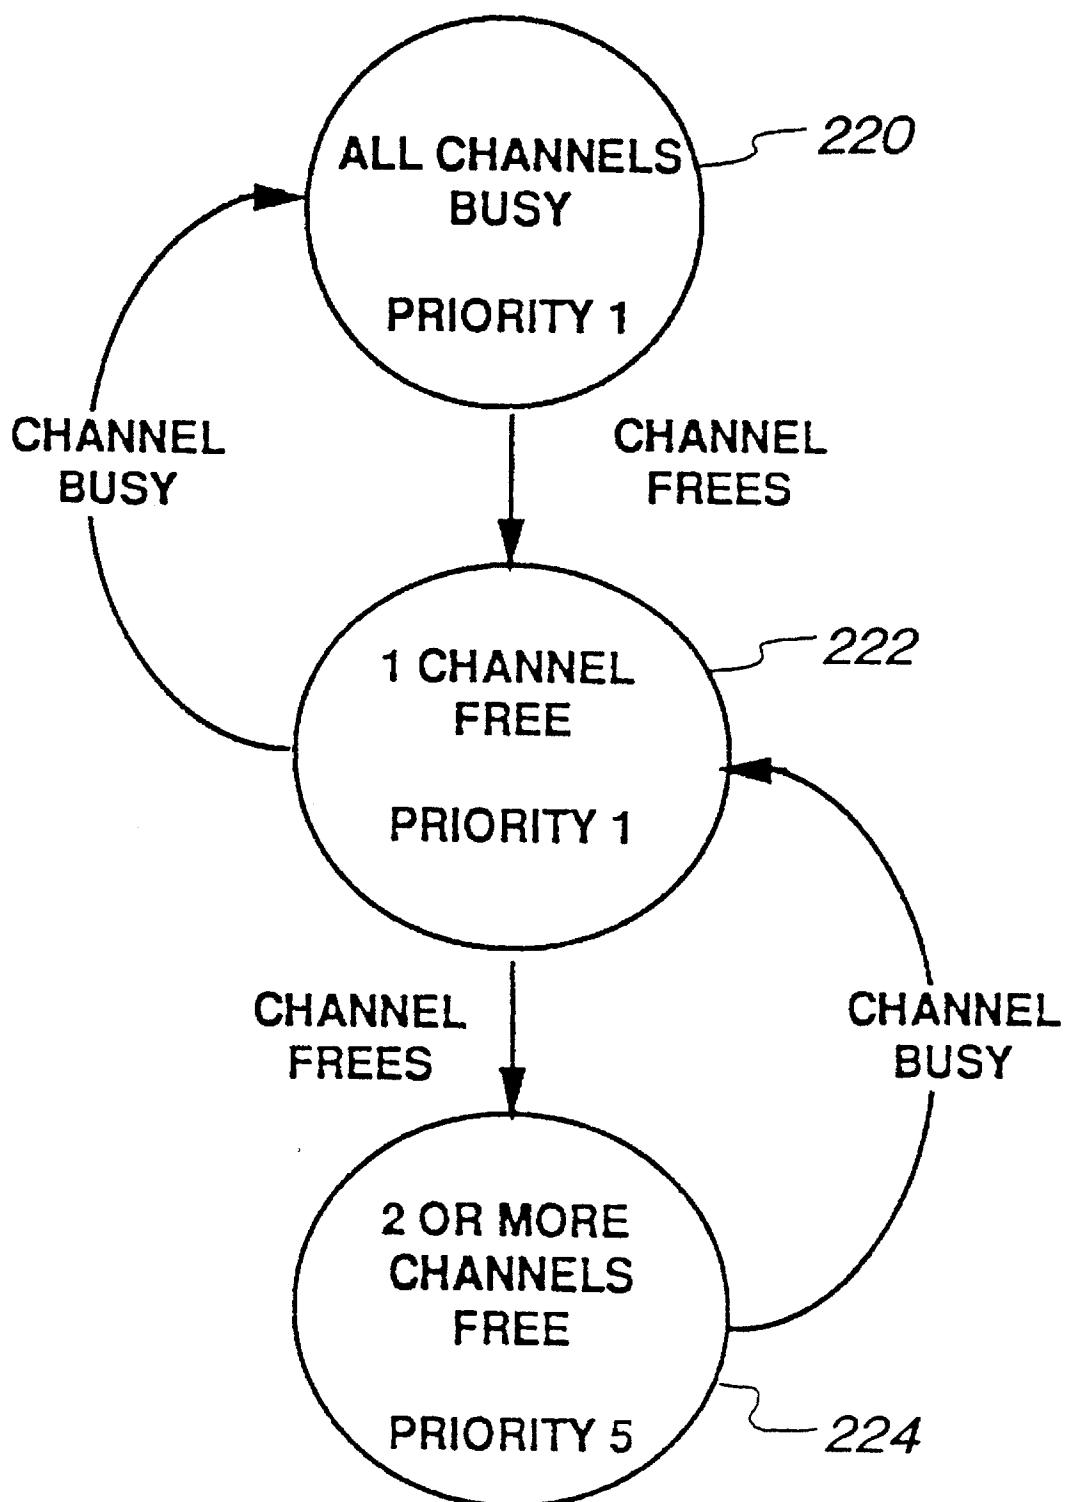 ALL CHANNELS
BUSY
PRIORITY 1
220
CHANNEL
BUSY
CHANNEL
FREES
1 CHANNEL
FREE
PRIORITY 1
222
CHANNEL
FREES
CHANNEL
BUSY
2 OR MORE
CHANNELS
FREE
PRIORITY 5
224